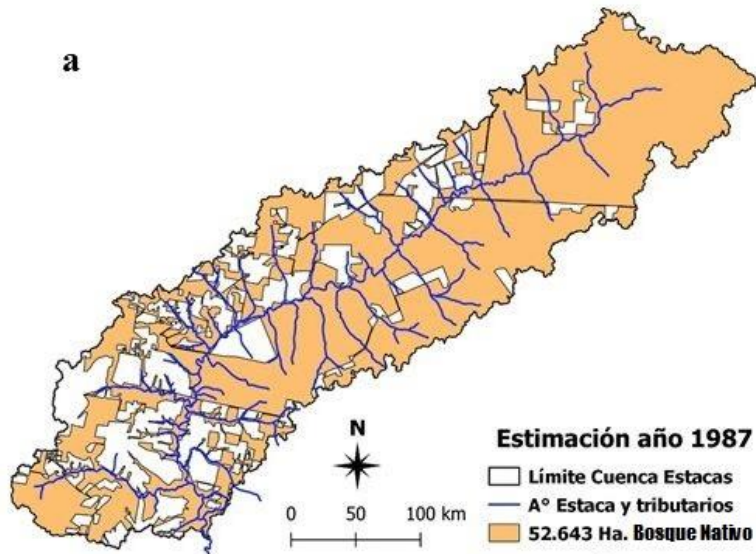 a
N
0 50 100 km
Estimación año 1987
Límite Cuenca Estacas
A° Estaca y tributarios
52.643 Ha. Bosque Nativo